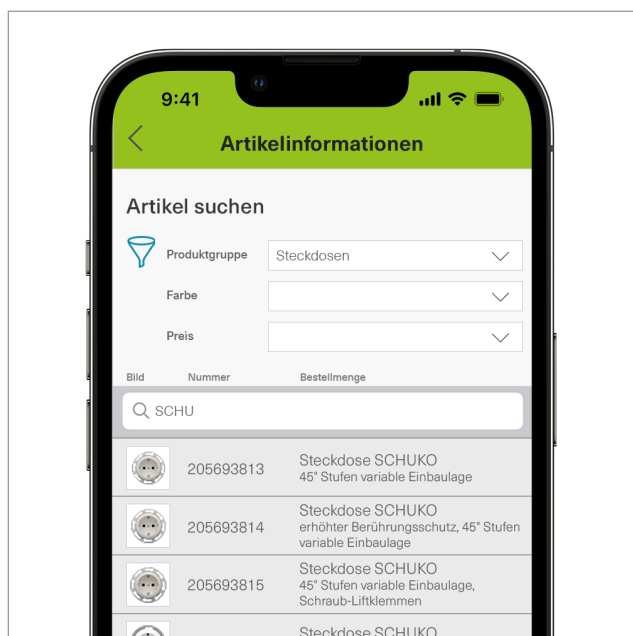 9:41
Artikelinformationen
Artikel suchen
Produktgruppe Steckdosen
Farbe
Preis
Bild Nummer Bestellmenge
SCHU
205693813 Steckdose SCHUKO
45° Stufen variable Einbaulage
205693814 Steckdose SCHUKO
erhöhter Berührungsschutz, 45° Stufen
variable Einbaulage
205693815 Steckdose SCHUKO
45° Stufen variable Einbaulage,
Schraub-Liftklemmen
Steckdose SCHUKO